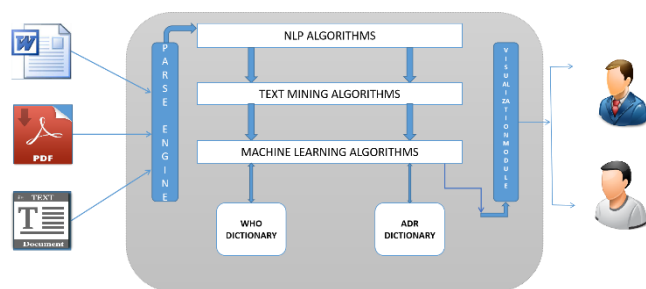 W
PDF
TEXT
T
Document
PARSE ENGINE
NLP ALGORITHMS
TEXT MINING ALGORITHMS
MACHINE LEARNING ALGORITHMS
WHO
DICTIONARY
ADR
DICTIONARY
VISUALIZATIONMODULE